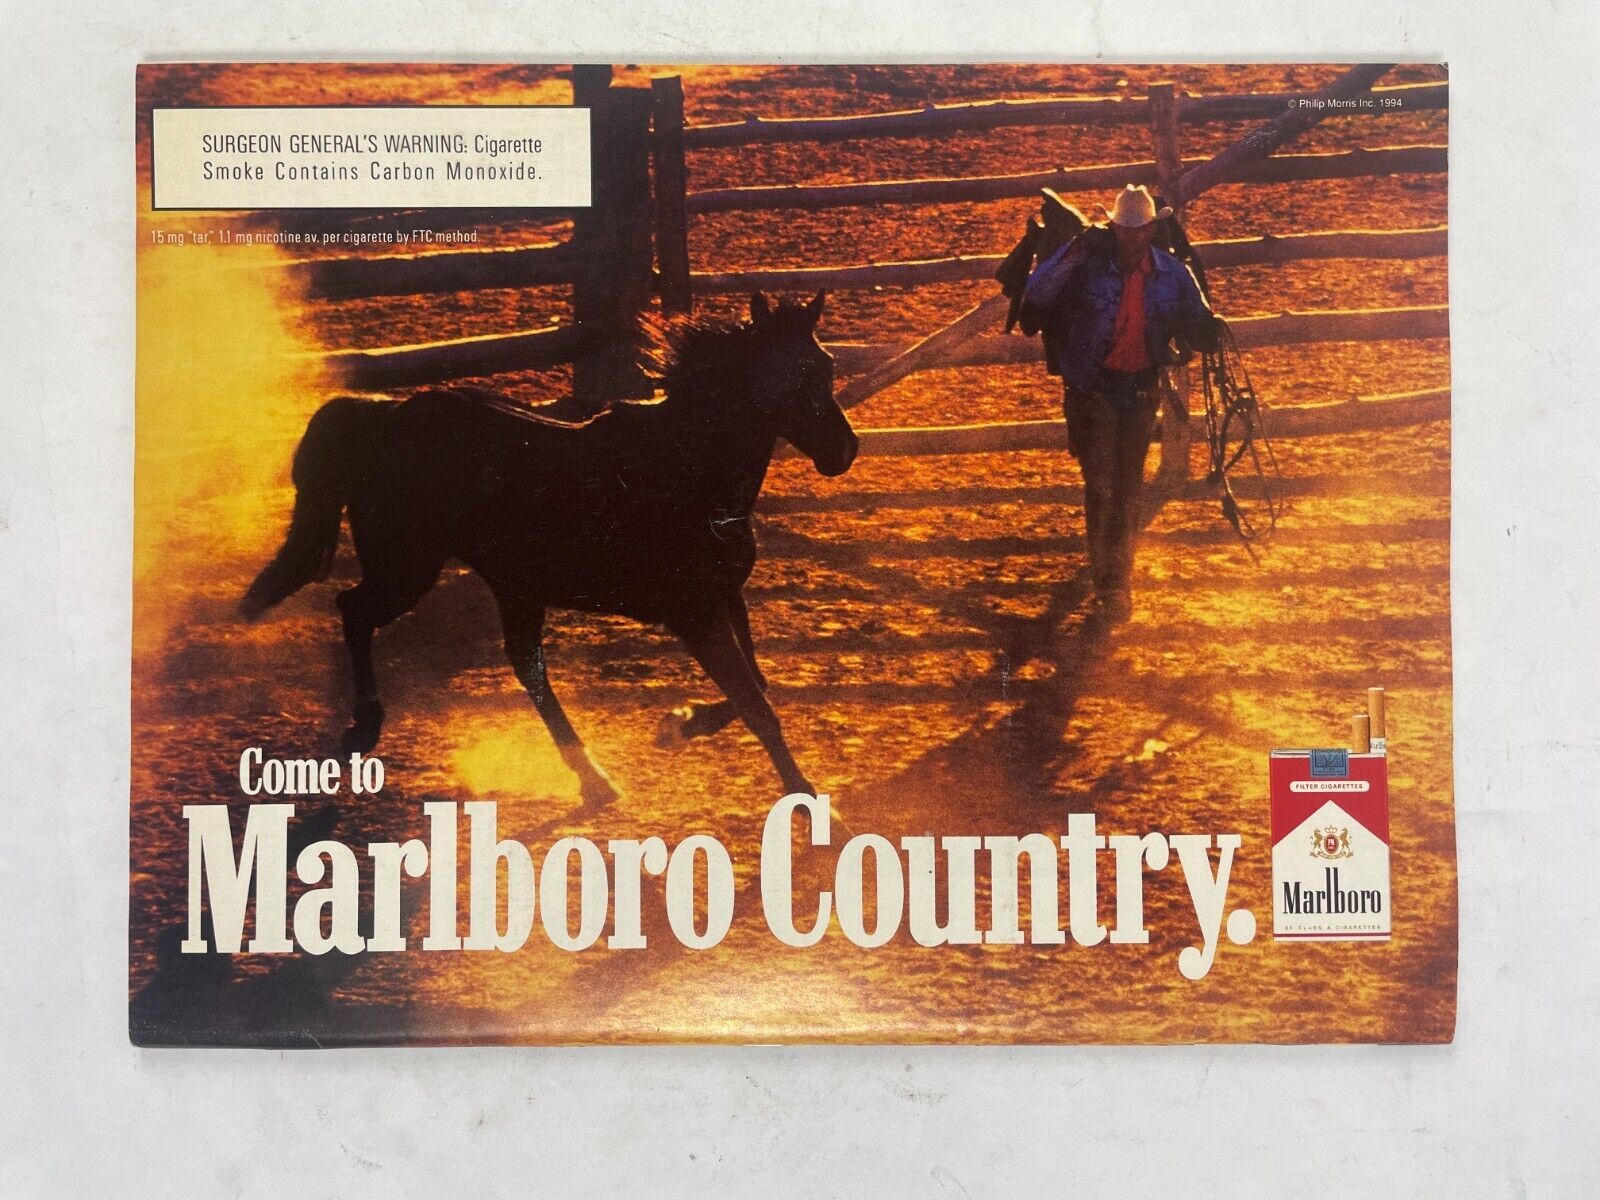 SURGEON GENERAL'S WARNING: Cigarette
Smoke Contains Carbon Monoxide.
15 mg "tar," 1.1 mg nicotine av. per cigarette by FTC method.
© Philip Morris Inc. 1994
Come to
Marlboro Country.
FILTER CIGARETTES
Marlboro
20 CLASS A CIGARETTES